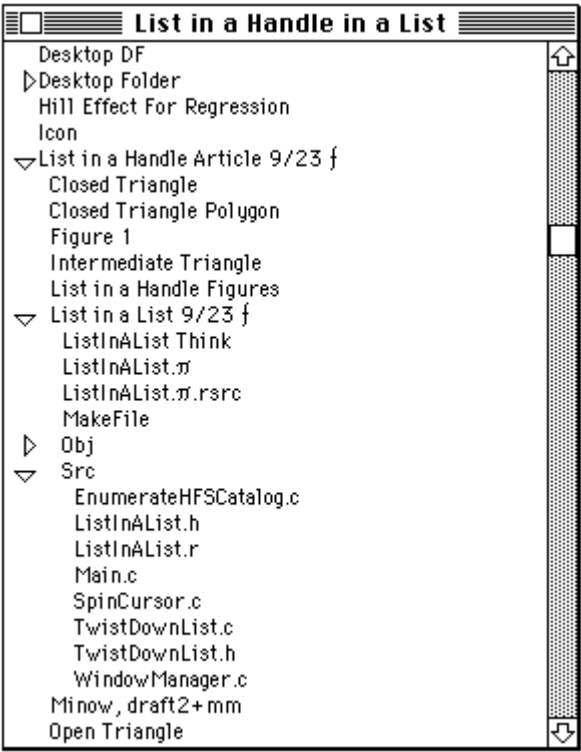 List in a Handle in a List
Desktop DF
Desktop Folder
Hill Effect For Regression
Icon
List in a Handle Article 9/23 ƒ
Closed Triangle
Closed Triangle Polygon
Figure 1
Intermediate Triangle
List in a Handle Figures
List in a List 9/23 ƒ
ListInAList Think
ListInAList.π
ListInAList.π.rsrc
MakeFile
Obj
Src
EnumerateHFSCatalog.c
ListInAList.h
ListInAList.r
Main.c
SpinCursor.c
TwistDownList.c
TwistDownList.h
WindowManager.c
Minow, draft2+mm
Open Triangle